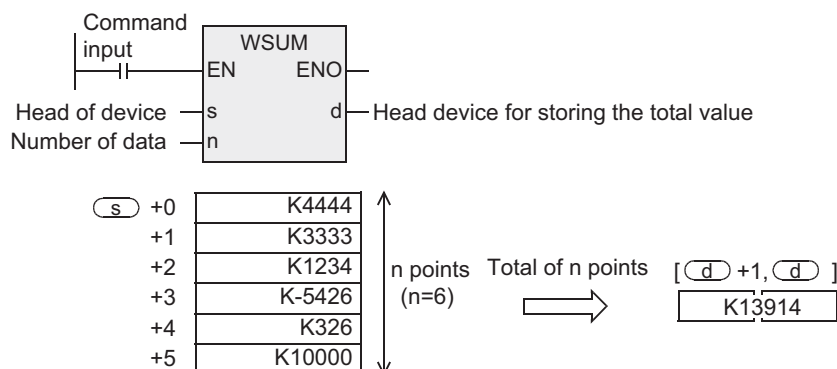 Command
input
WSUM
EN ENO
Head of device s d Head device for storing the total value
Number of data n
s +0 K4444
+1 K3333
+2 K1234
+3 K-5426
+4 K326
+5 K10000
n points
(n=6)
Total of n points
[ d +1, d ]
K13914